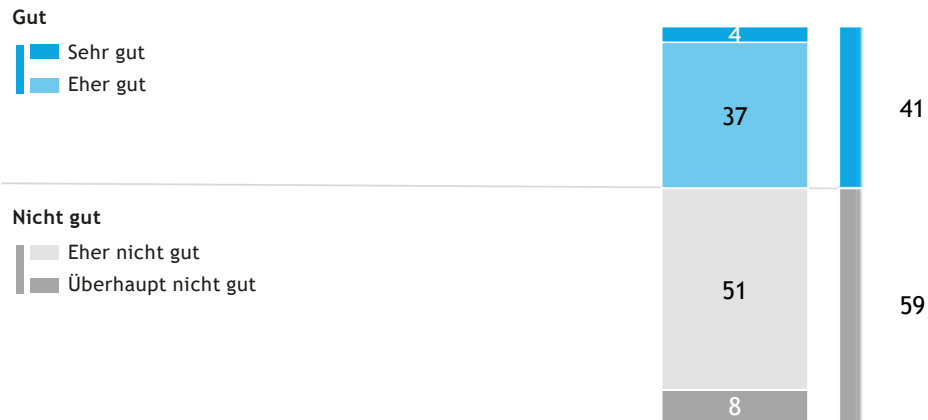 Gut
Sehr gut
Eher gut
4
37
41
Nicht gut
Eher nicht gut
Überhaupt nicht gut
51
59
8